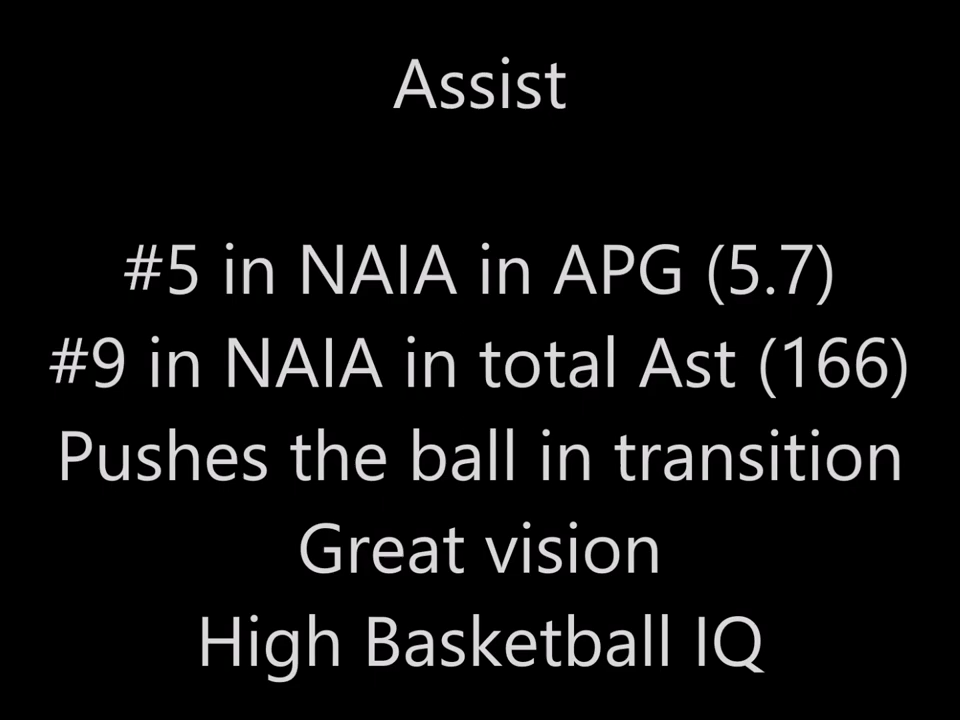 Assist
#5 in NAIA in APG (5.7)
#9 in NAIA in total Ast (166)
Pushes the ball in transition
Great vision
High Basketball IQ